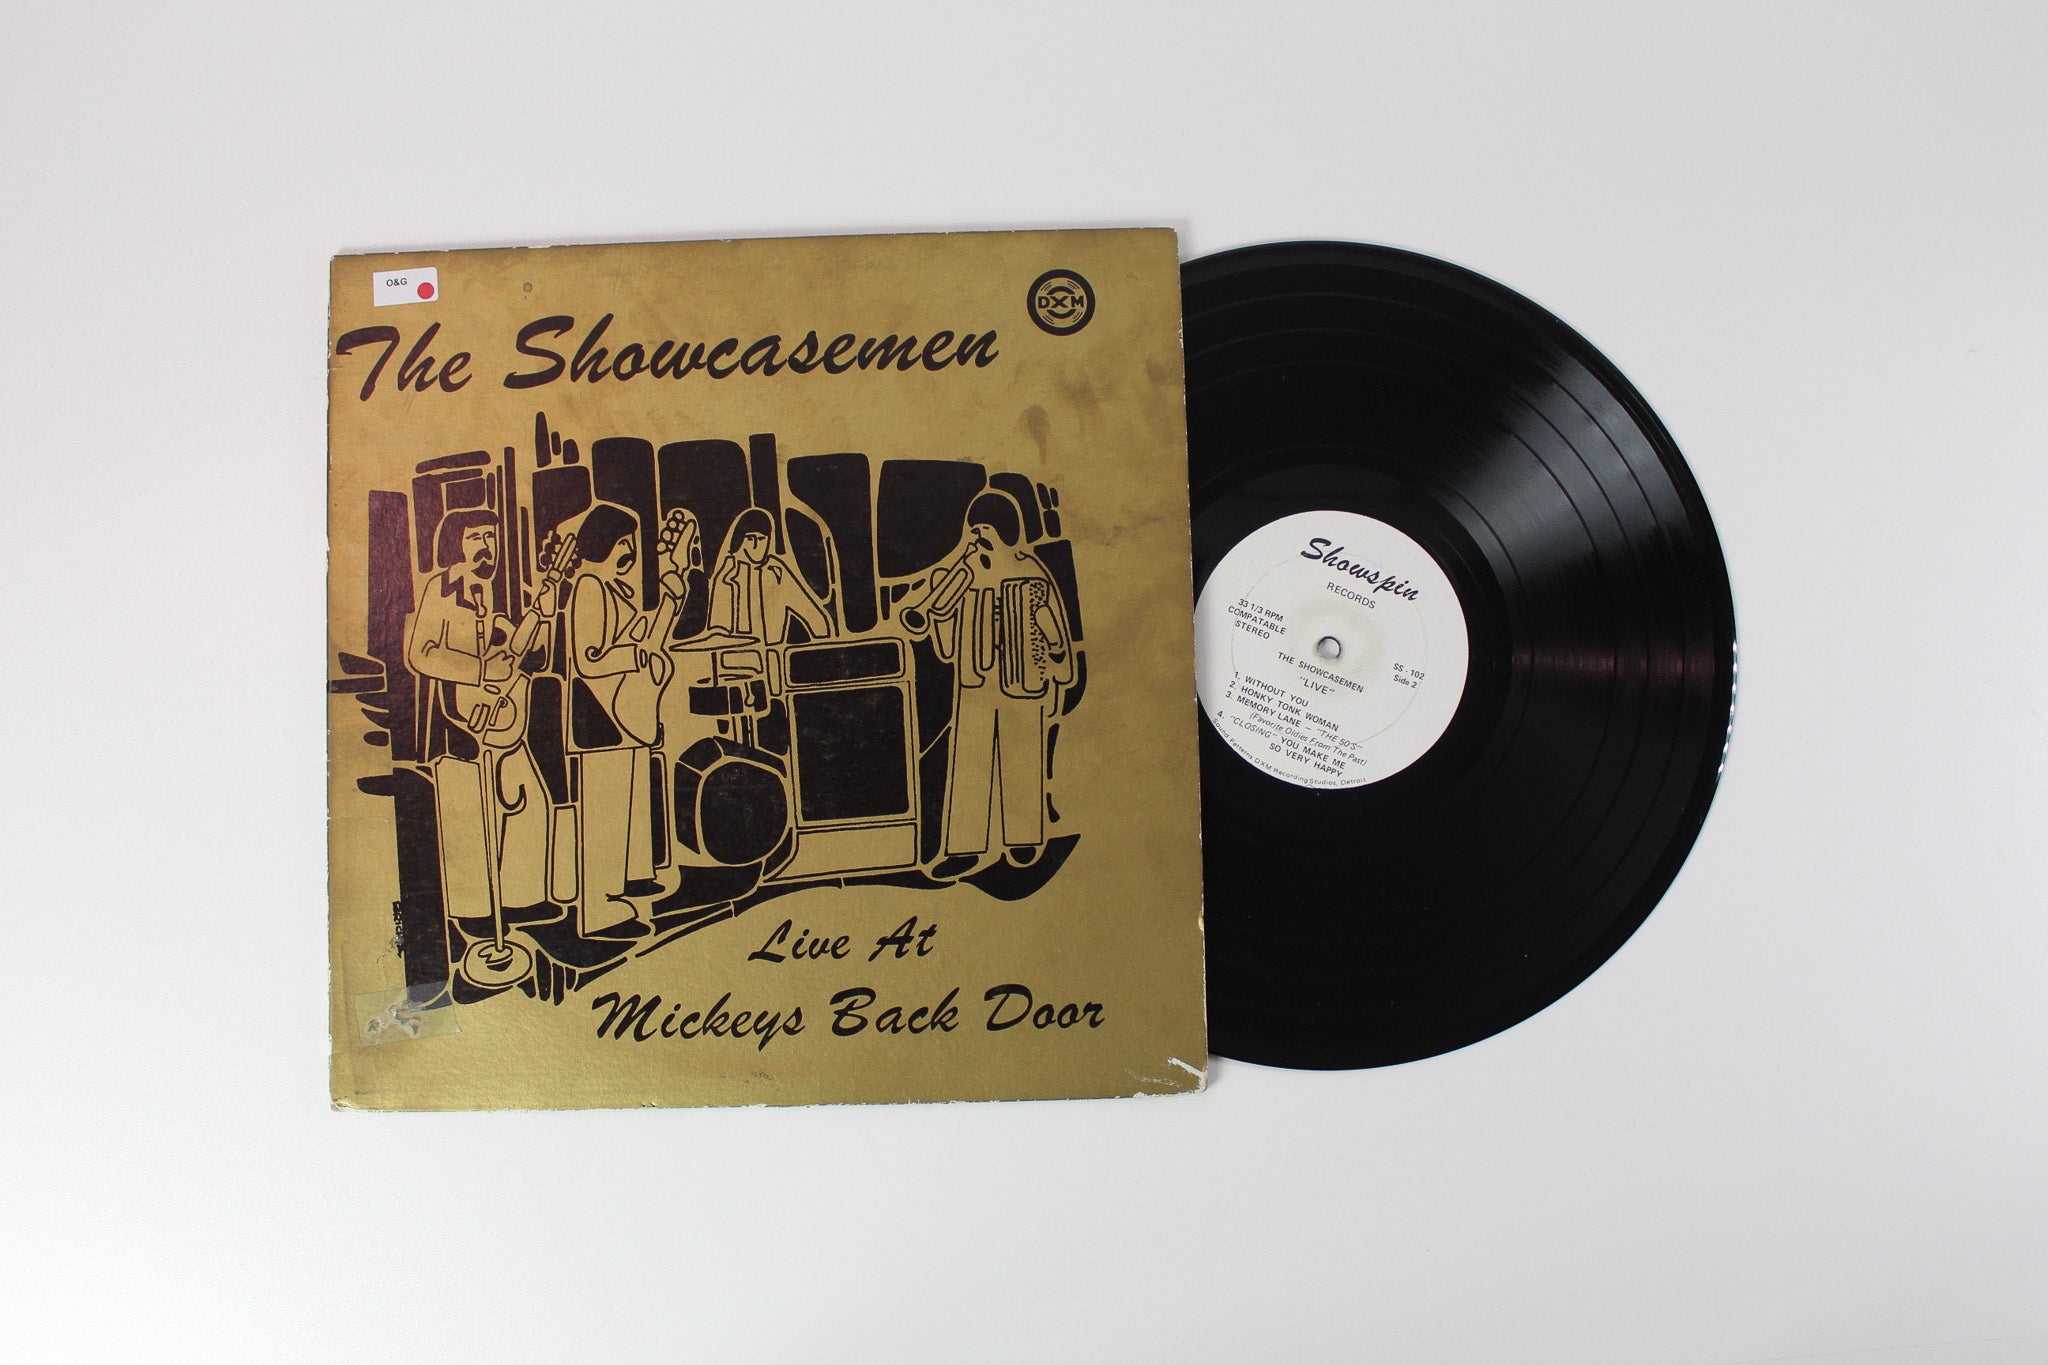 O&G
DXM
The Showcasemen
Live At
Mickeys Back Door
Showspin
RECORDS
33 1/3 RPM
COMPATABLE
STEREO
SS - 102
Side 2
THE SHOWCASEMEN
"LIVE"
1. WITHOUT YOU
2. HONKY TONK WOMAN
3. MEMORY LANE - "THE 50'S"
(Favorite Oldies From The Past)
4. "CLOSING" YOU MAKE ME
SO VERY HAPPY
Sound Patterns DXM Recording Studios, Detroit